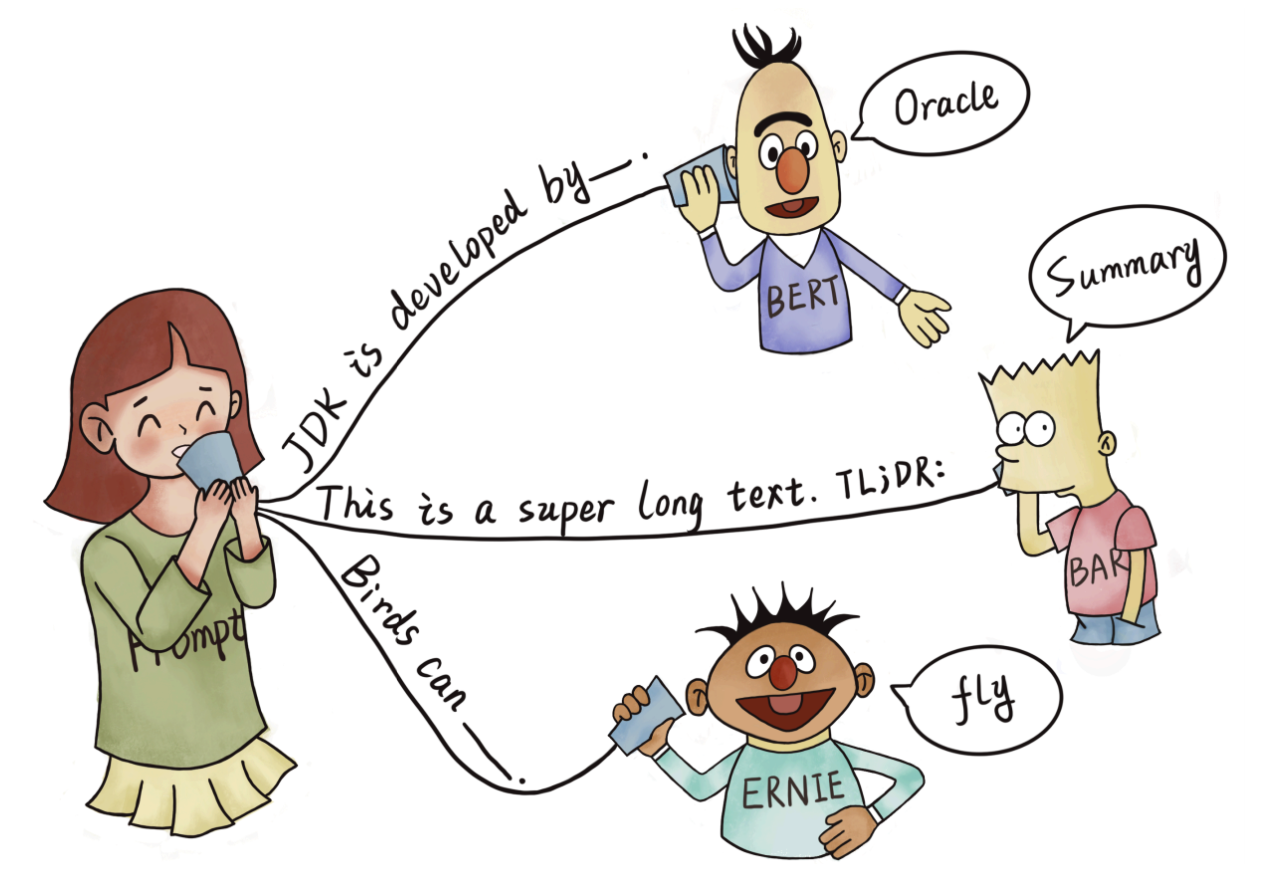 Oracle
JDK is developed by — .
BERT
Summary
This is a super long text. TL;DR:
BAR
Prompt
Birds can — .
fly
ERNIE